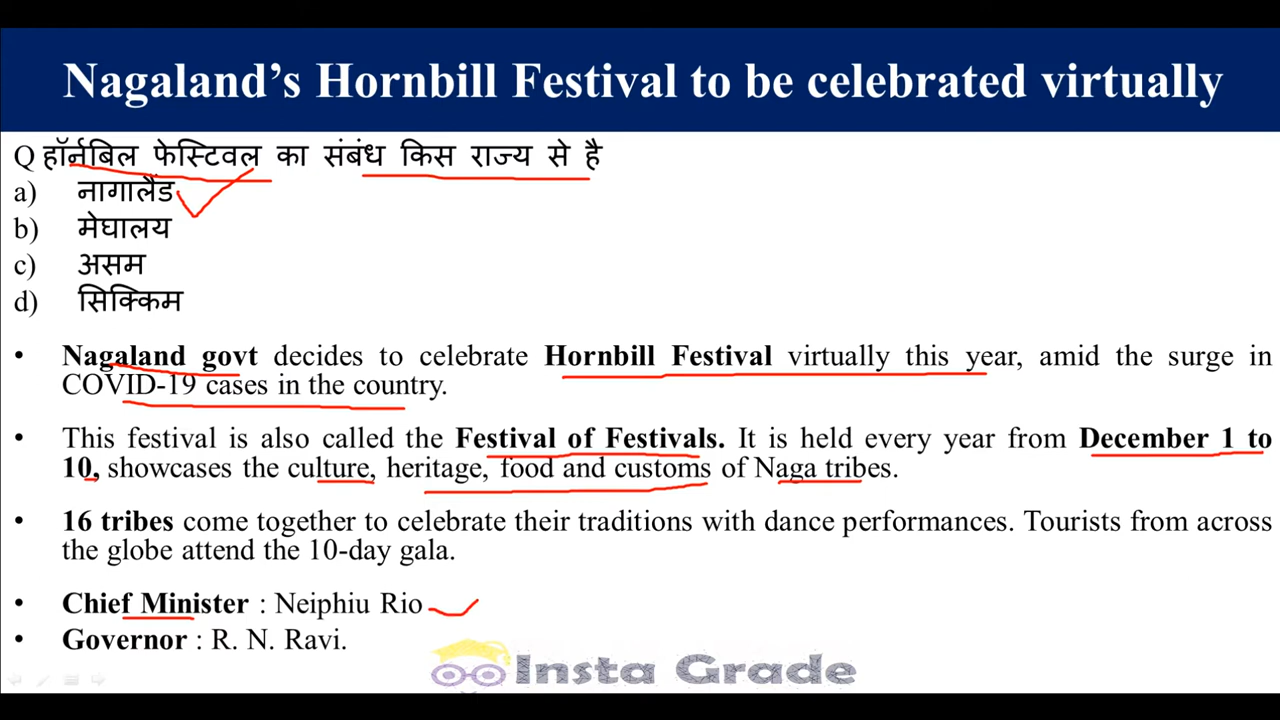 Nagaland’s Hornbill Festival to be celebrated virtually
Q हॉर्नबिल फेस्टिवल का संबंध किस राज्य से है
a) नागालैंड
b) मेघालय
c) असम
d) सिक्किम
• Nagaland govt decides to celebrate Hornbill Festival virtually this year, amid the surge in
COVID-19 cases in the country.
• This festival is also called the Festival of Festivals. It is held every year from December 1 to
10, showcases the culture, heritage, food and customs of Naga tribes.
• 16 tribes come together to celebrate their traditions with dance performances. Tourists from across
the globe attend the 10-day gala.
• Chief Minister : Neiphiu Rio
• Governor : R. N. Ravi.
Insta Grade